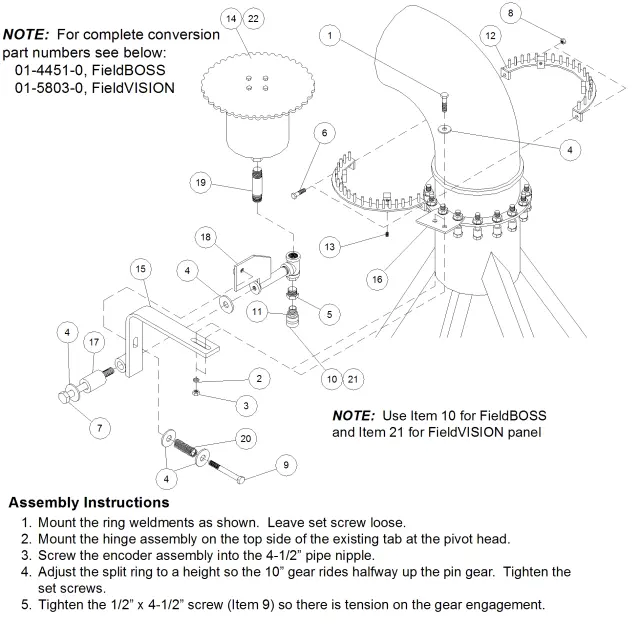 NOTE: For complete conversion
part numbers see below:
01-4451-0, FieldBOSS
01-5803-0, FieldVISION
14 22
1
8
12
6
4
19
13
18
16
4
15
5
11
4
17
2
10 21
3
7
20
9
4
NOTE: Use Item 10 for FieldBOSS
and Item 21 for FieldVISION panel
Assembly Instructions
1. Mount the ring weldments as shown. Leave set screw loose.
2. Mount the hinge assembly on the top side of the existing tab at the pivot head.
3. Screw the encoder assembly into the 4-1/2” pipe nipple.
4. Adjust the split ring to a height so the 10” gear rides halfway up the pin gear. Tighten the
set screws.
5. Tighten the 1/2” x 4-1/2” screw (Item 9) so there is tension on the gear engagement.